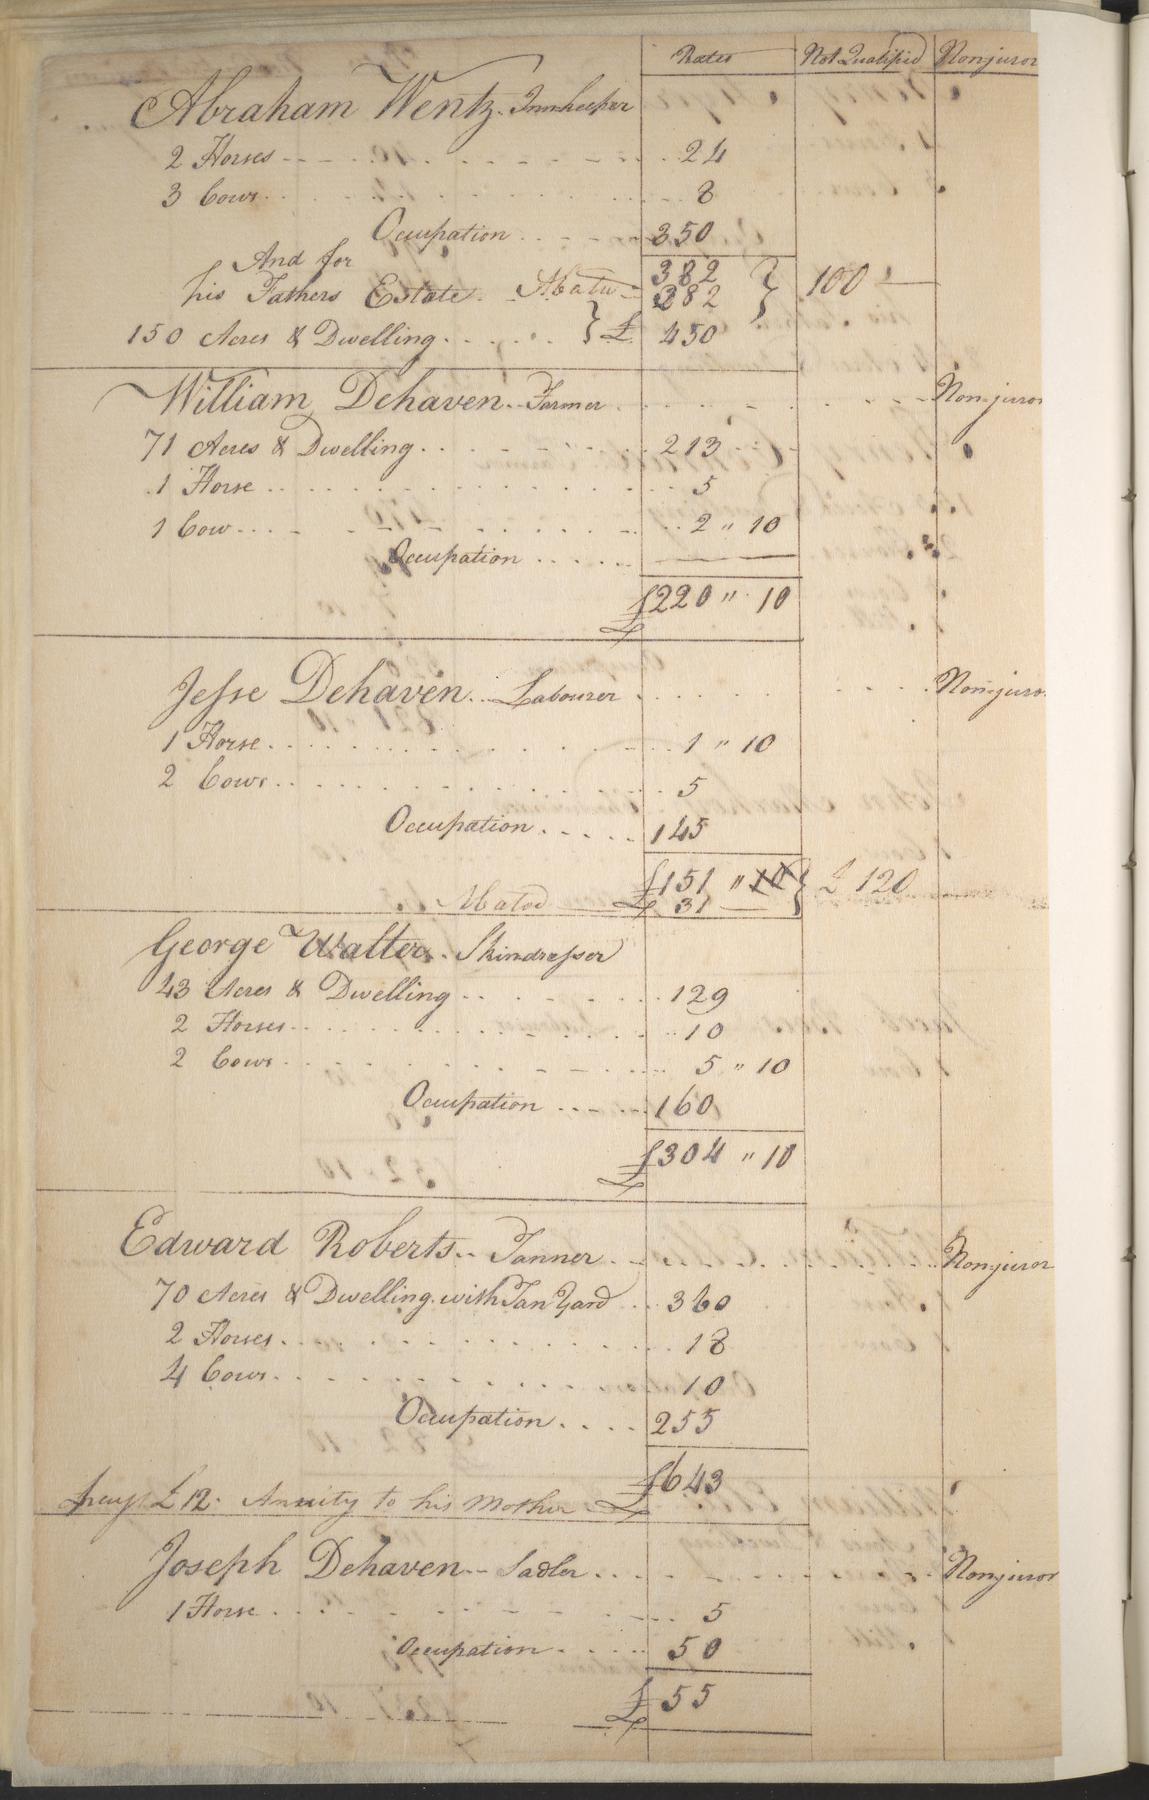 Rates Not Qualified Nonjuror
Abraham Wentz. Innkeeper
2 Horses 24
3 Cows 8
Occupation 350
And for 382
his Fathers Estate. Abate 282 } 100
150 Acres & Dwelling } £ 450
William Dehaven Farmer Nonjuror
71 Acres & Dwelling 213
1 Horse 5
1 Cow 2 " 10
Occupation
£220 " 10
Jesse Dehaven Labourer Nonjuror
1 Horse 1 " 10
2 Cows 5
Occupation 145
£151 " 10 } £ 120
Abated 31
George Walter. Skindresser
43 Acres & Dwelling 129
2 Horses 10
2 Cows 5 " 10
Occupation 160
£304 " 10
Edward Roberts Tanner Nonjuror
70 Acres & Dwelling with Tan Yard 360
2 Horses 18
4 Cows 10
Occupation 255
£643
pays £12. Annuity to his Mother
Joseph Dehaven Sadler Nonjuror
1 Horse 5
Occupation 50
£ 55